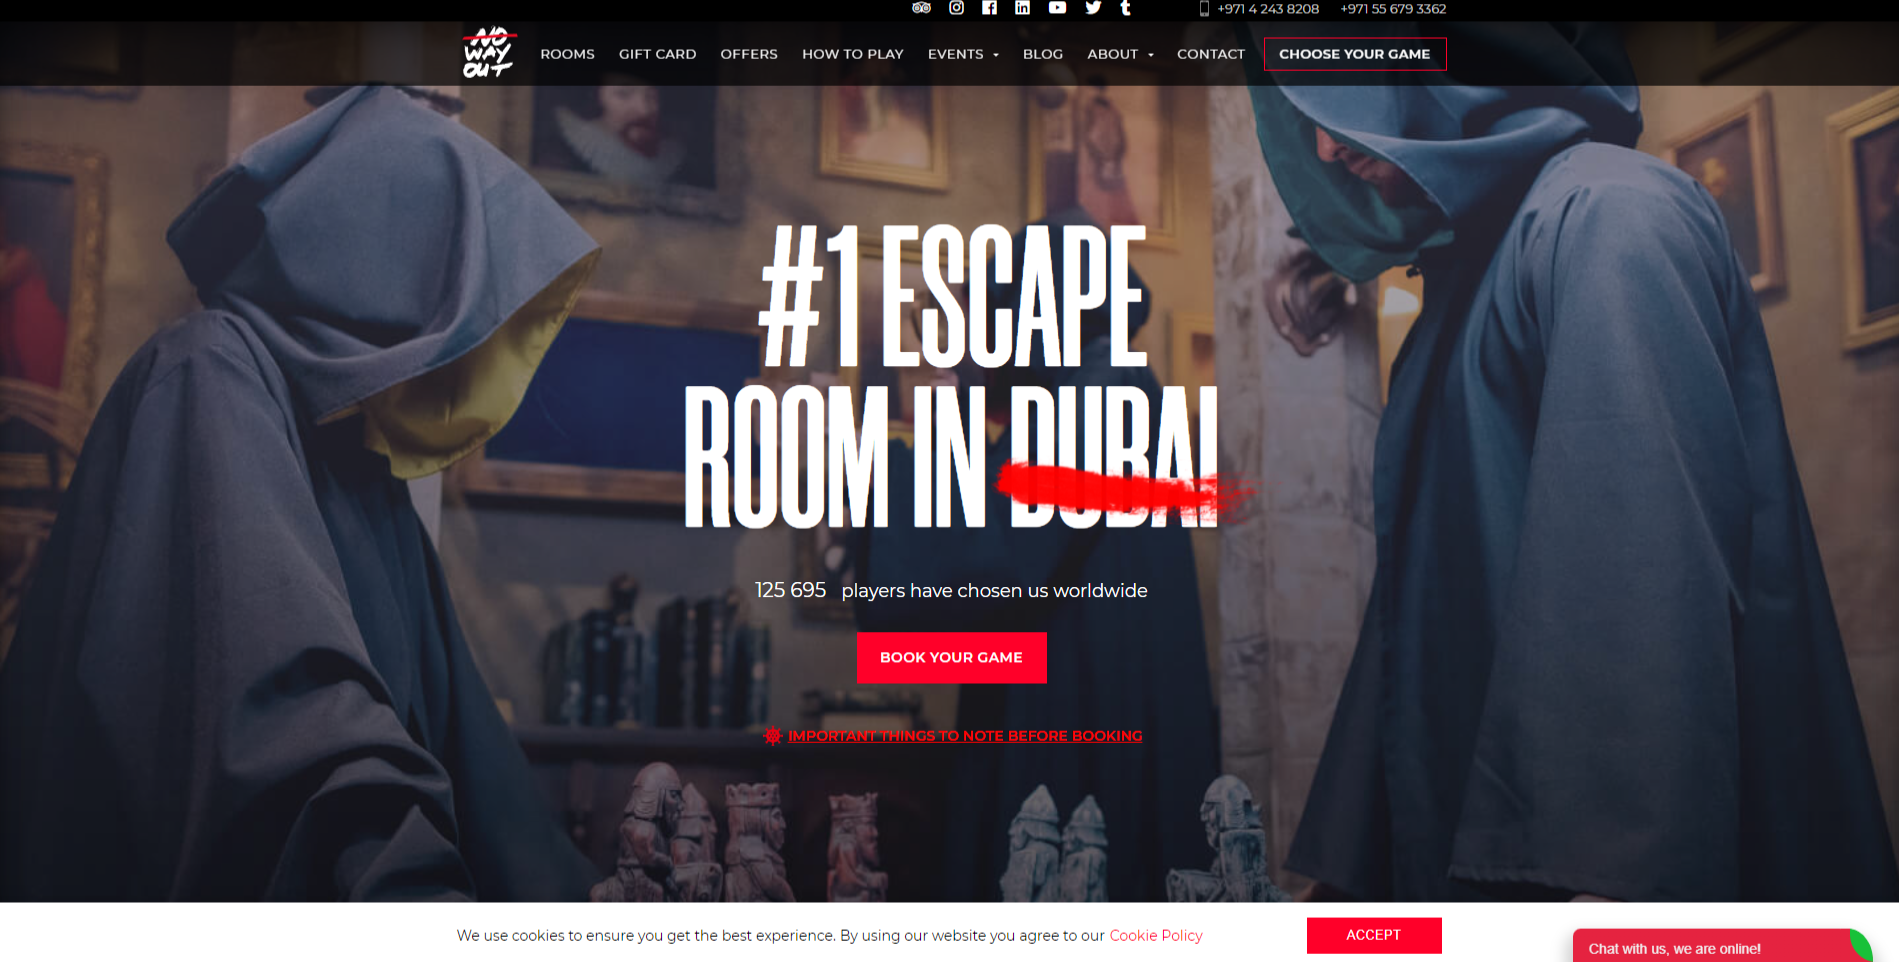 +971 4 243 8208 +971 55 679 3362
NO
WAY
OUT
ROOMS GIFT CARD OFFERS HOW TO PLAY EVENTS BLOG ABOUT CONTACT CHOOSE YOUR GAME
#1 ESCAPE
ROOM IN DUBAI
125 695 players have chosen us worldwide
BOOK YOUR GAME
IMPORTANT THINGS TO NOTE BEFORE BOOKING
We use cookies to ensure you get the best experience. By using our website you agree to our Cookie Policy
ACCEPT
Chat with us, we are online!